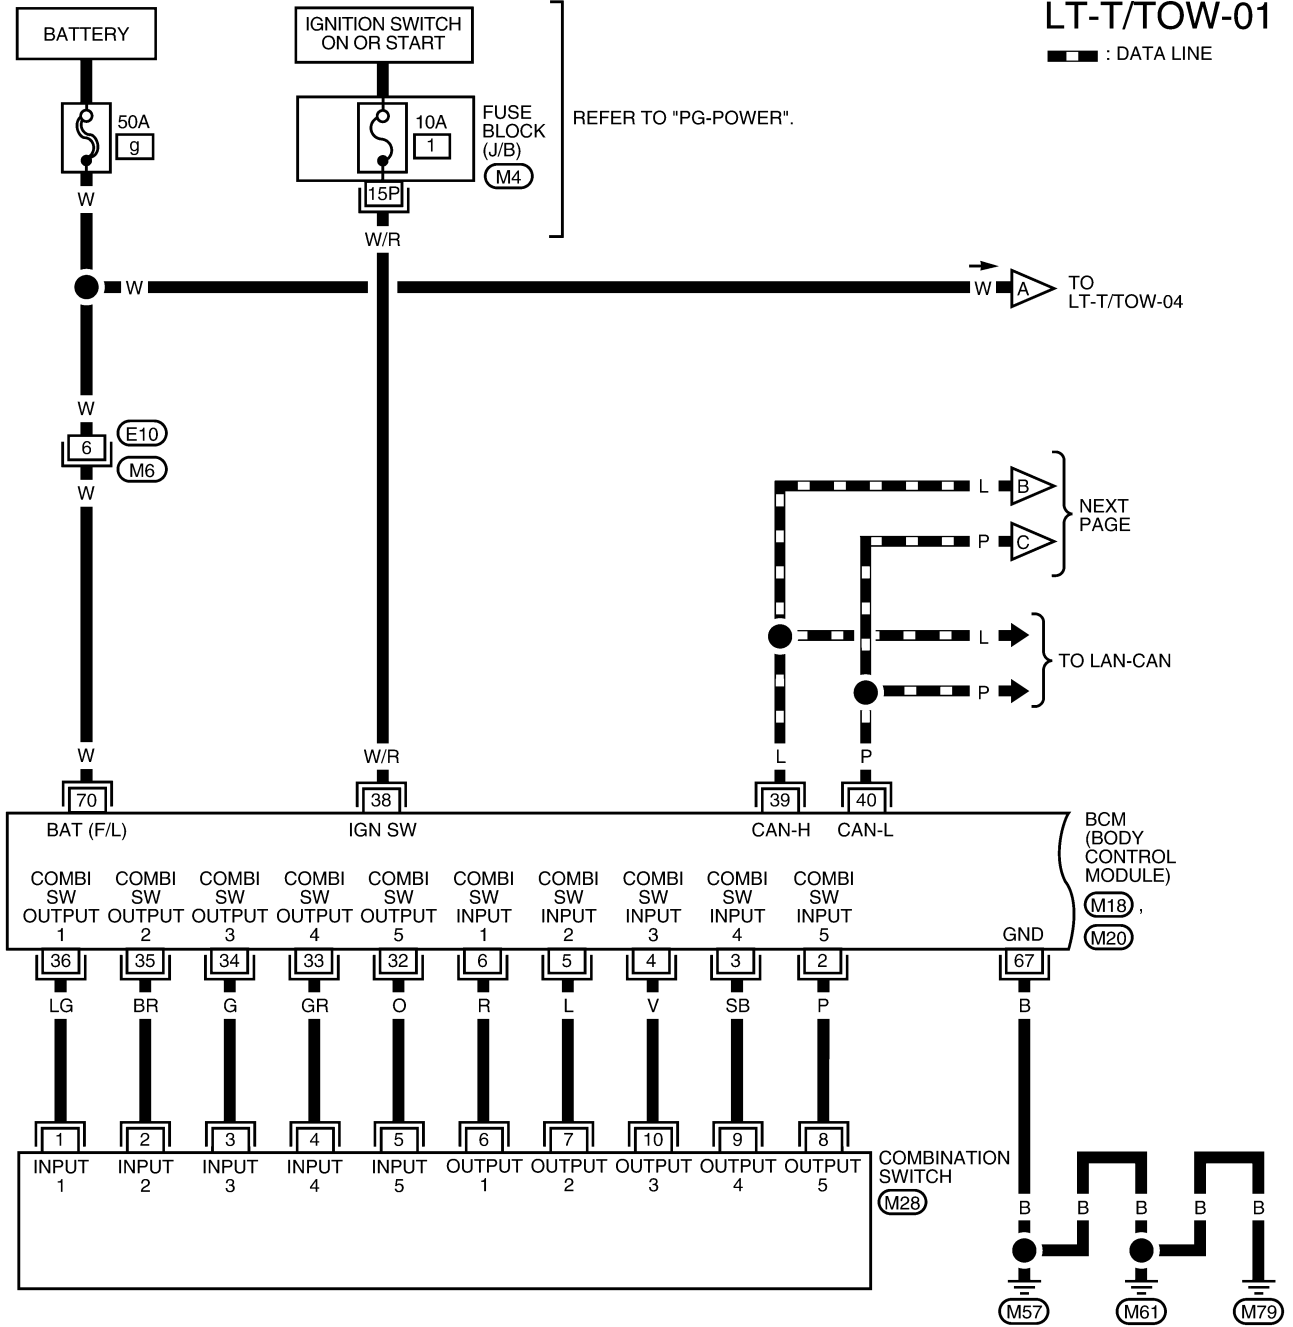 LT-T/TOW-01
: DATA LINE
BATTERY
IGNITION SWITCH
ON OR START
50A
g
10A
1
FUSE
BLOCK
(J/B)
M4
REFER TO "PG-POWER".
15P
W
W/R
W
W
A
TO
LT-T/TOW-04
W
6
E10
M6
W
L
B
P
C
NEXT
PAGE
L
P
TO LAN-CAN
W
W/R
L
P
70
38
39
40
BAT (F/L)
IGN SW
CAN-H
CAN-L
BCM
(BODY
CONTROL
MODULE)
M18 ,
M20
COMBI COMBI COMBI COMBI COMBI COMBI COMBI COMBI COMBI COMBI
SW SW SW SW SW SW SW SW SW SW
OUTPUT OUTPUT OUTPUT OUTPUT OUTPUT INPUT INPUT INPUT INPUT INPUT
1 2 3 4 5 1 2 3 4 5 GND
36 35 34 33 32 6 5 4 3 2 67
LG BR G GR O R L V SB P B
1 2 3 4 5 6 7 10 9 8
INPUT INPUT INPUT INPUT INPUT OUTPUT OUTPUT OUTPUT OUTPUT OUTPUT
1 2 3 4 5 1 2 3 4 5
COMBINATION
SWITCH
M28
B B B B B
M57 M61 M79